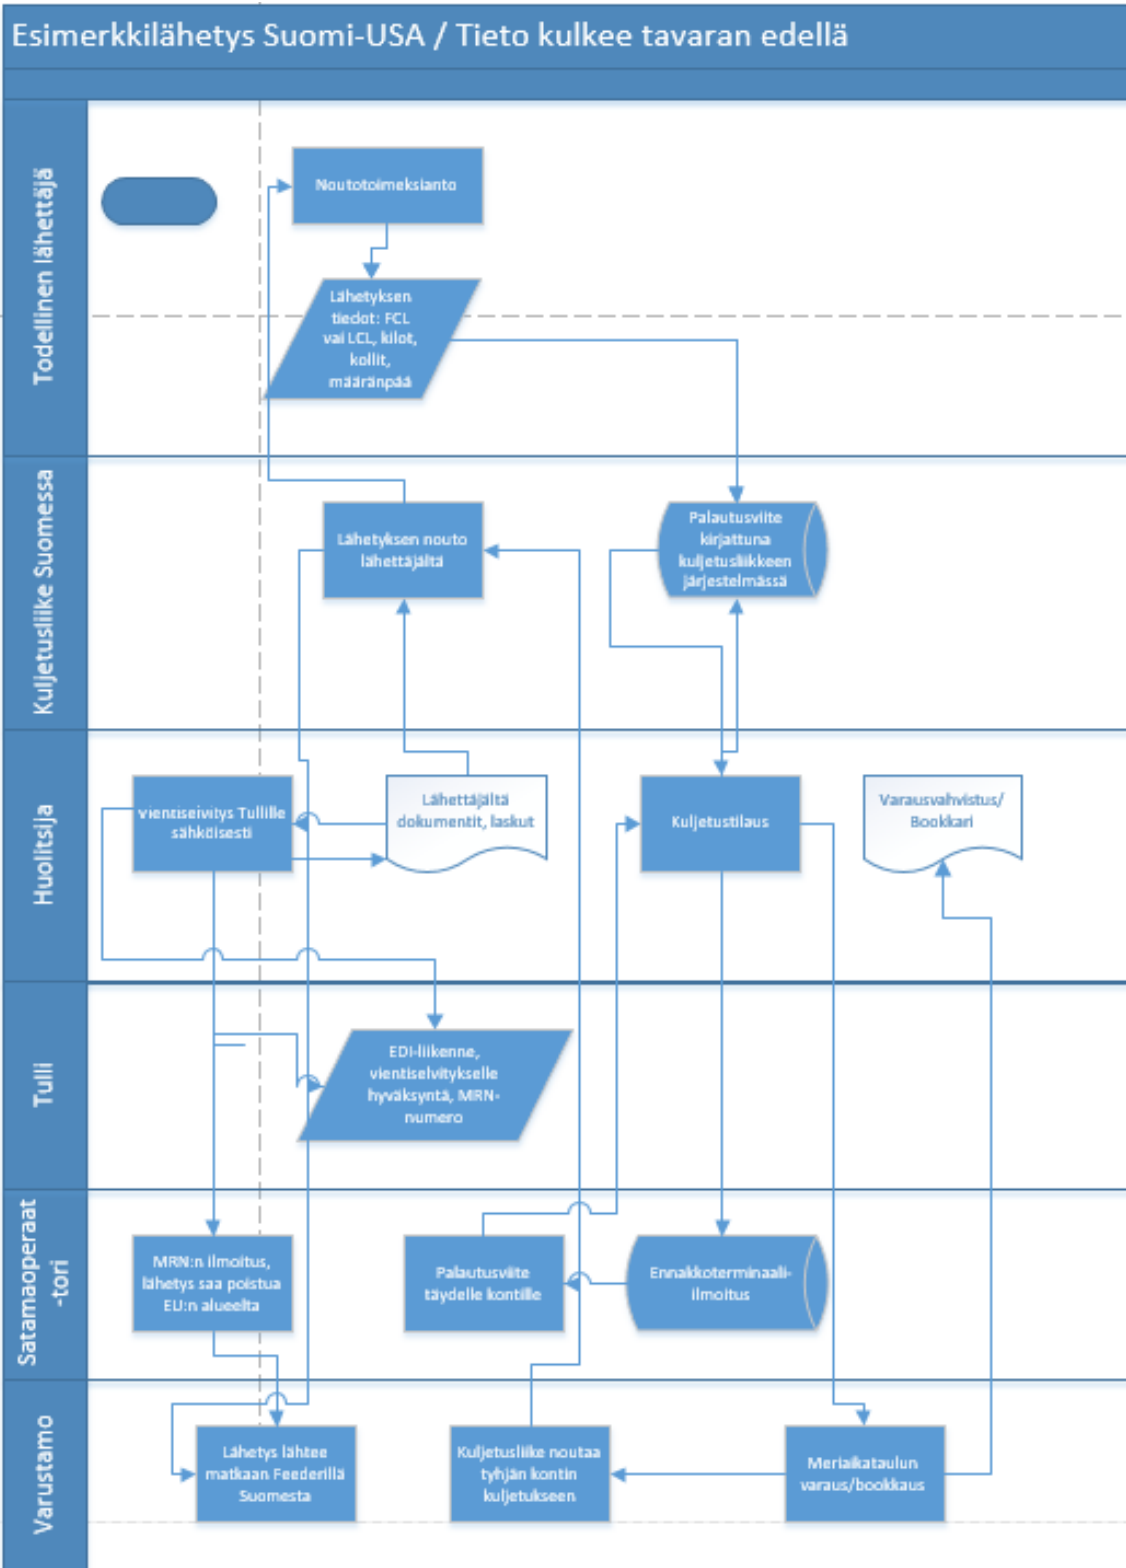 Esimerkkilähetys Suomi-USA / Tieto kulkee tavaran edellä
Todellinen lähettäjä
Noutotoimeksianto
Lähetyksen
tiedot: FCL
vai LCL, kilot,
kollit,
määränpää
Kuljetusliike Suomessa
Lähetyksen nouto
lähettäjältä
Palautusviite
kirjattuna
kuljetusliikkeen
järjestelmässä
Huolitsija
vientiselvitys Tullille
sähköisesti
Lähettäjältä
dokumentit, laskut
Kuljetustilaus
Varausvahvistus/
Bookkari
Tulli
EDI-liikenne,
vientiselvitykselle
hyväksyntä, MRN-
numero
Satamaoperaat
-tori
MRN:n ilmoitus,
lähetys saa poistua
EU:n alueelta
Palautusviite
täydelle kontille
Ennakkoterminaali-
ilmoitus
Varustamo
Lähetys lähtee
matkaan Feederillä
Suomesta
Kuljetusliike noutaa
tyhjän kontin
kuljetukseen
Meriaikataulun
varaus/bookkaus